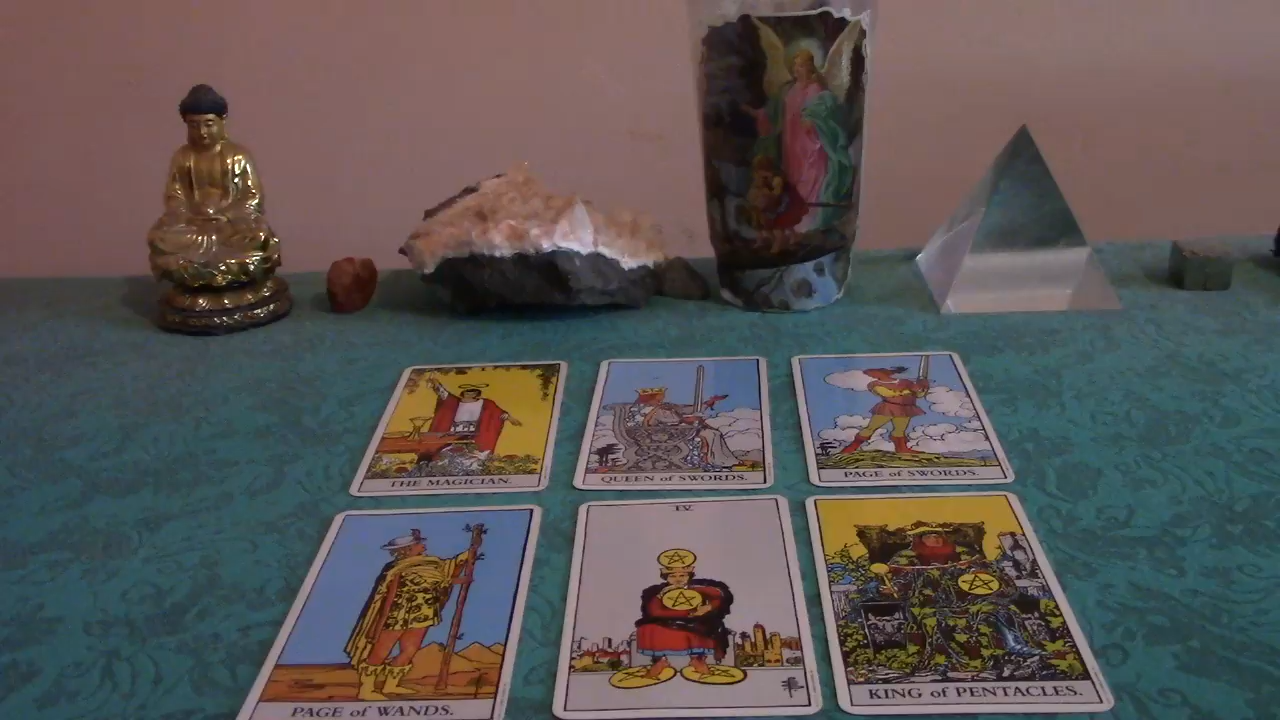 THE MAGICIAN.
QUEEN of SWORDS.
PAGE of SWORDS.
PAGE of WANDS.
IV.
KING of PENTACLES.